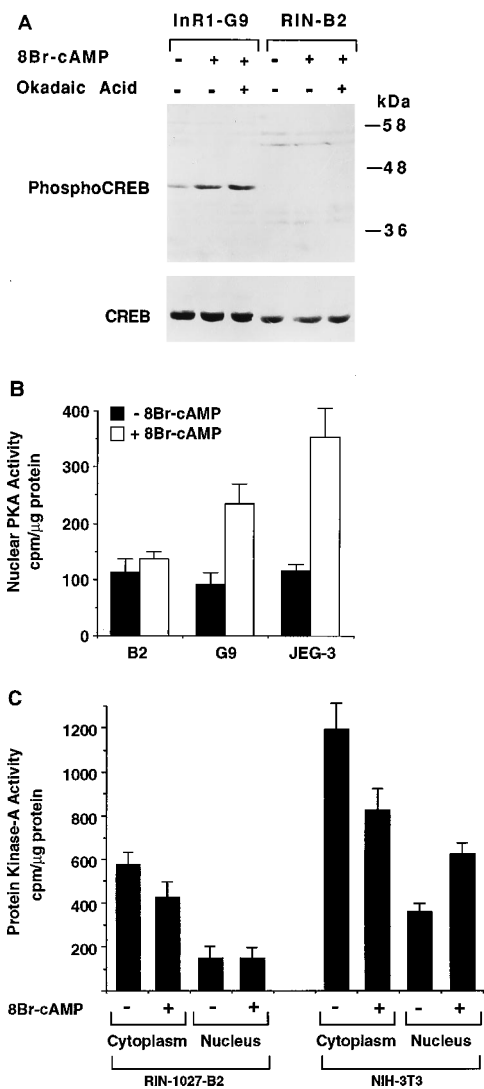 A
InR1-G9 RIN-B2
8Br-cAMP - + + - + +
Okadaic Acid - - + - - +
kDa
58
48
PhosphoCREB
36
CREB
B
400
- 8Br-cAMP
+ 8Br-cAMP
300
200
100
0
Nuclear PKA Activity
cpm/µg protein
B2 G9 JEG-3
C
1200
1000
800
600
400
200
Protein Kinase-A Activity
cpm/µg protein
8Br-cAMP - + - + - + - +
Cytoplasm Nucleus Cytoplasm Nucleus
RIN-1027-B2 NIH-3T3